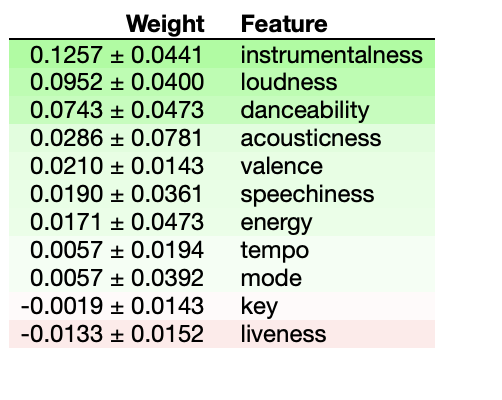 Weight Feature
0.1257 ± 0.0441 instrumentalness
0.0952 ± 0.0400 loudness
0.0743 ± 0.0473 danceability
0.0286 ± 0.0781 acousticness
0.0210 ± 0.0143 valence
0.0190 ± 0.0361 speechiness
0.0171 ± 0.0473 energy
0.0057 ± 0.0194 tempo
0.0057 ± 0.0392 mode
-0.0019 ± 0.0143 key
-0.0133 ± 0.0152 liveness